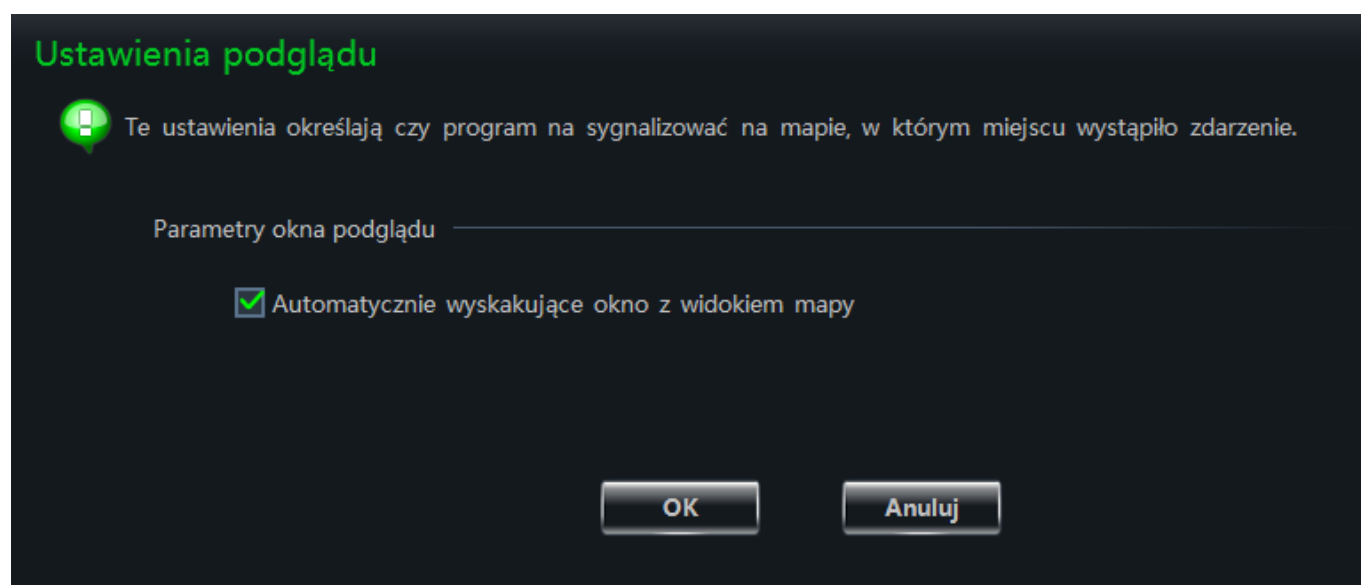 Ustawienia podglądu
Te ustawienia określają czy program na sygnalizować na mapie, w którym miejscu wystąpiło zdarzenie.
Parametry okna podglądu
Automatycznie wyskakujące okno z widokiem mapy
OK Anuluj